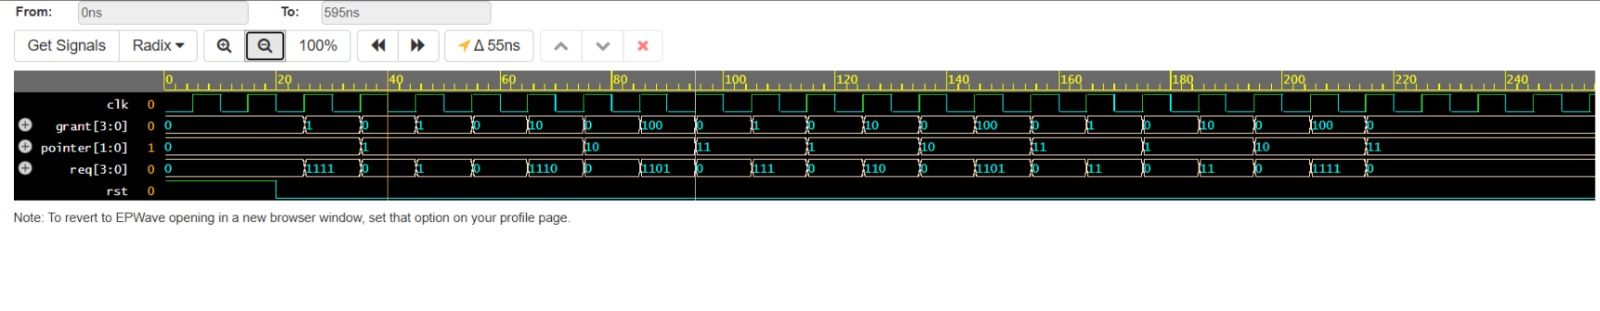 From: 0ns To: 595ns
Get Signals Radix 100% Δ 55ns
0 20 40 60 80 100 120 140 160 180 200 220 240
clk 0
grant[3:0] 0 0 1 0 1 0 10 0 100 0 1 0 10 0 100 0 1 0 10 0 100 0
pointer[1:0] 1 0 1 10 11 1 10 11 1 10 11
req[3:0] 0 0 1111 0 1 0 1110 0 1101 0 111 0 110 0 1101 0 11 0 11 0 1111 0
rst 0
Note: To revert to EPWave opening in a new browser window, set that option on your profile page.